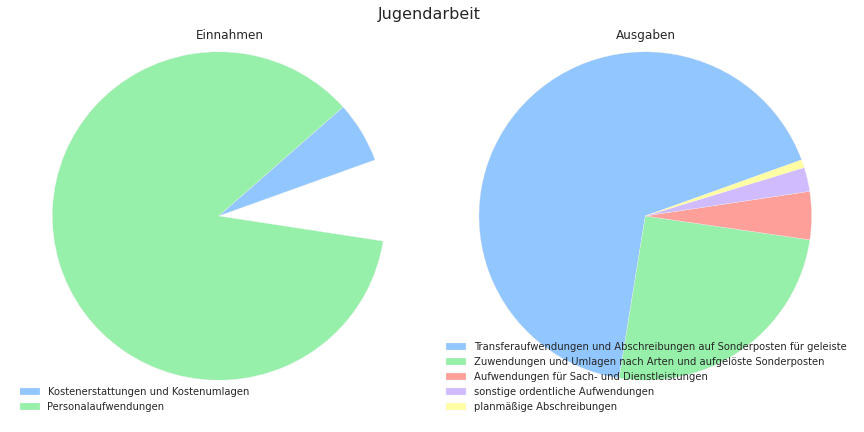 Jugendarbeit
Einnahmen
Ausgaben
Kostenerstattungen und Kostenumlagen
Personalaufwendungen
Transferaufwendungen und Abschreibungen auf Sonderposten für geleiste
Zuwendungen und Umlagen nach Arten und aufgelöste Sonderposten
Aufwendungen für Sach- und Dienstleistungen
sonstige ordentliche Aufwendungen
planmäßige Abschreibungen